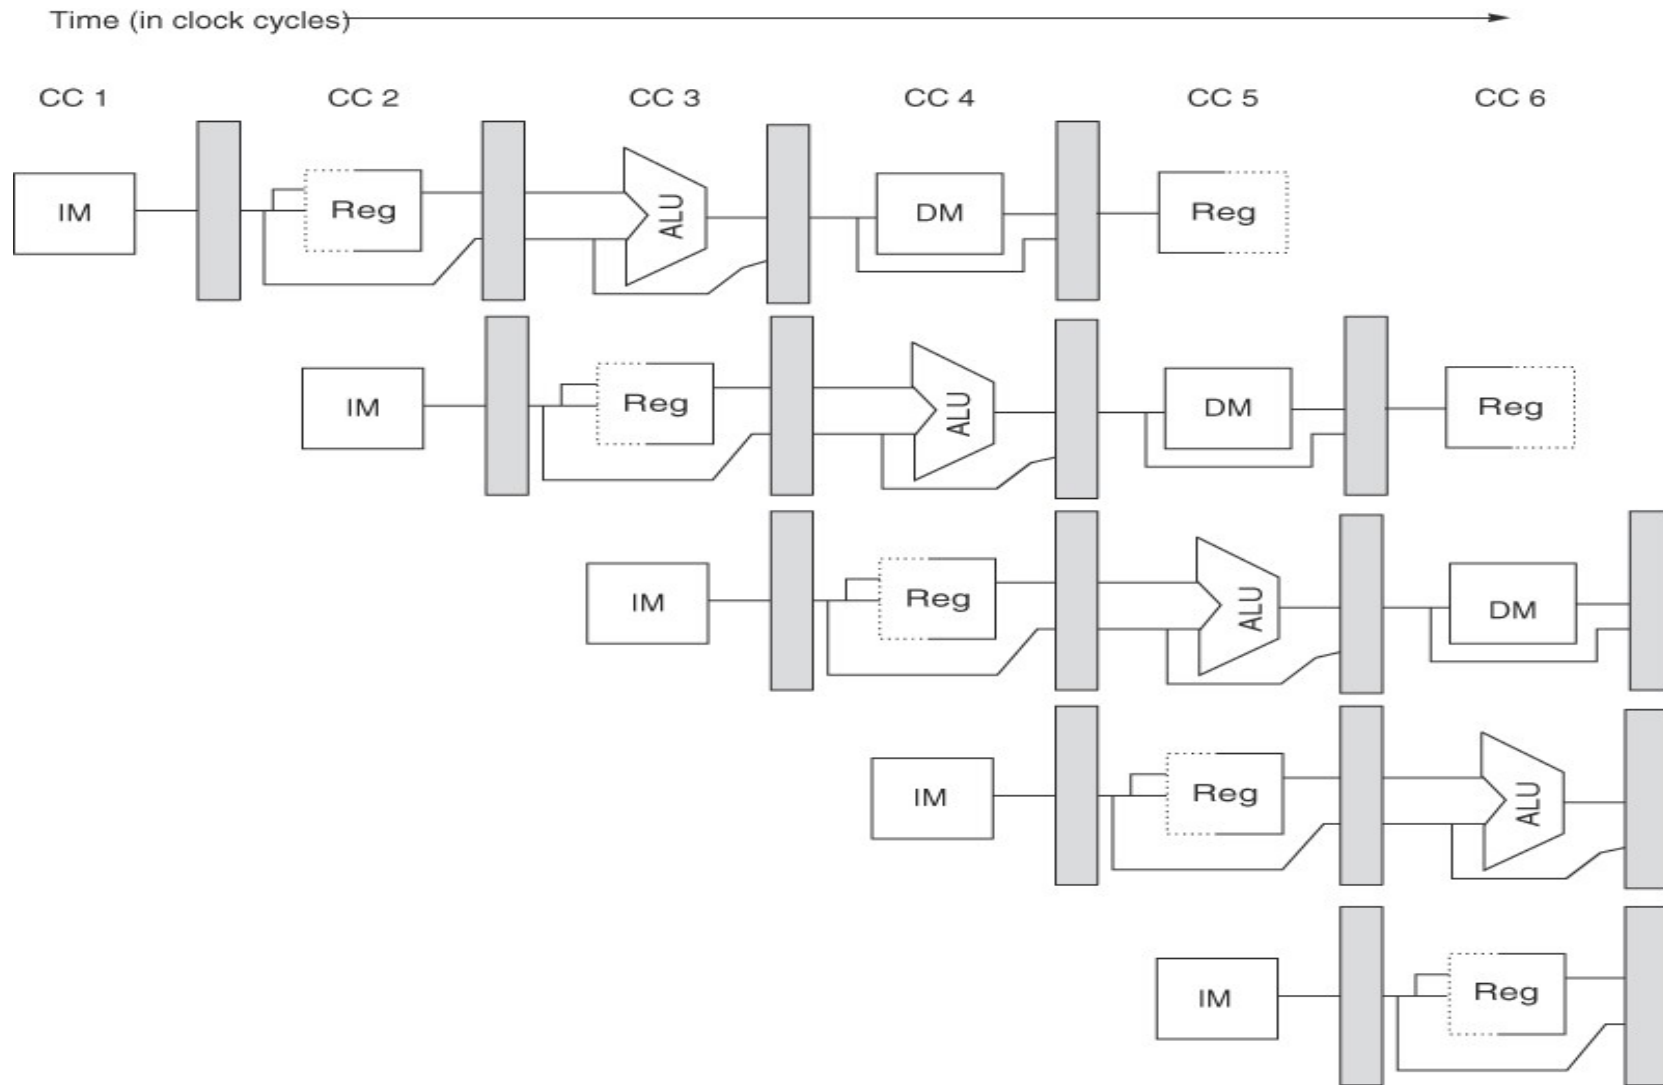 Time (in clock cycles)
CC 1 CC 2 CC 3 CC 4 CC 5 CC 6
IM Reg ALU DM Reg
IM Reg ALU DM Reg
IM Reg ALU DM
IM Reg ALU
IM Reg